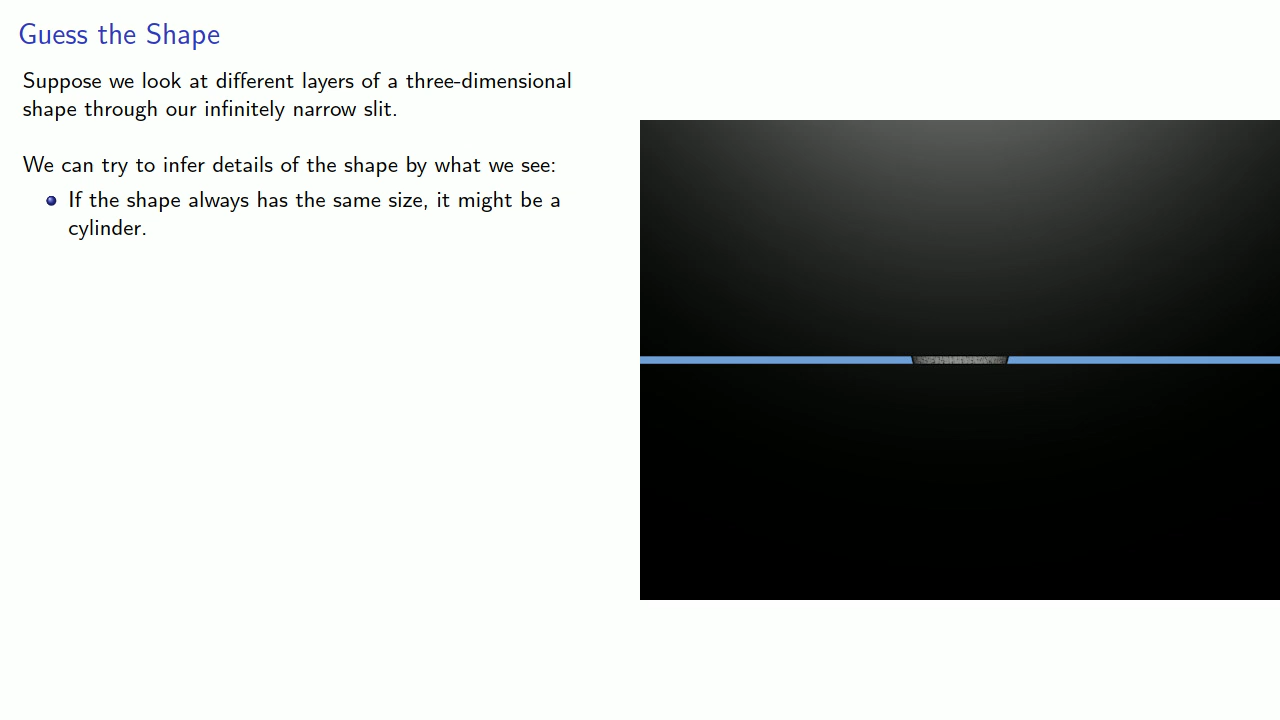 Guess the Shape
Suppose we look at different layers of a three-dimensional
shape through our infinitely narrow slit.
We can try to infer details of the shape by what we see:
If the shape always has the same size, it might be a
cylinder.